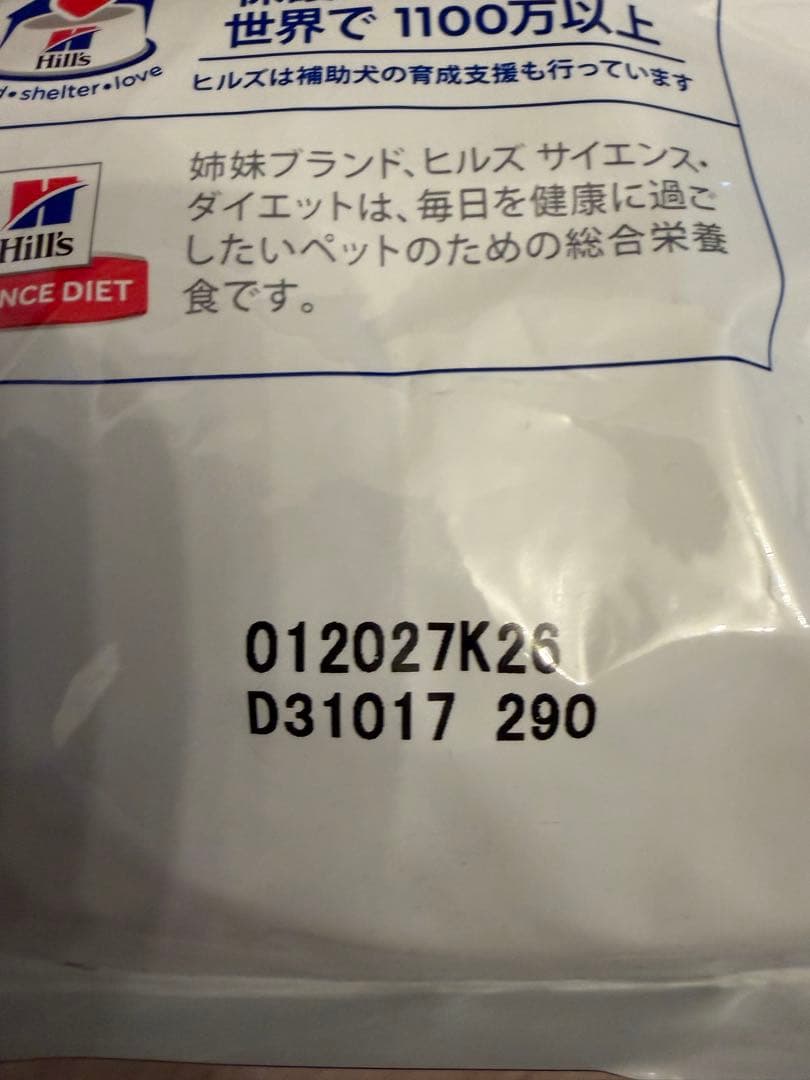 世界で 1100万以上
Hill's
•shelter•love
ヒルズは補助犬の育成支援も行っています
姉妹ブランド、ヒルズ サイエンス・
ダイエットは、毎日を健康に過ご
したいペットのための総合栄養
食です。
Hill's
NCE DIET
012027K26
D31017 290